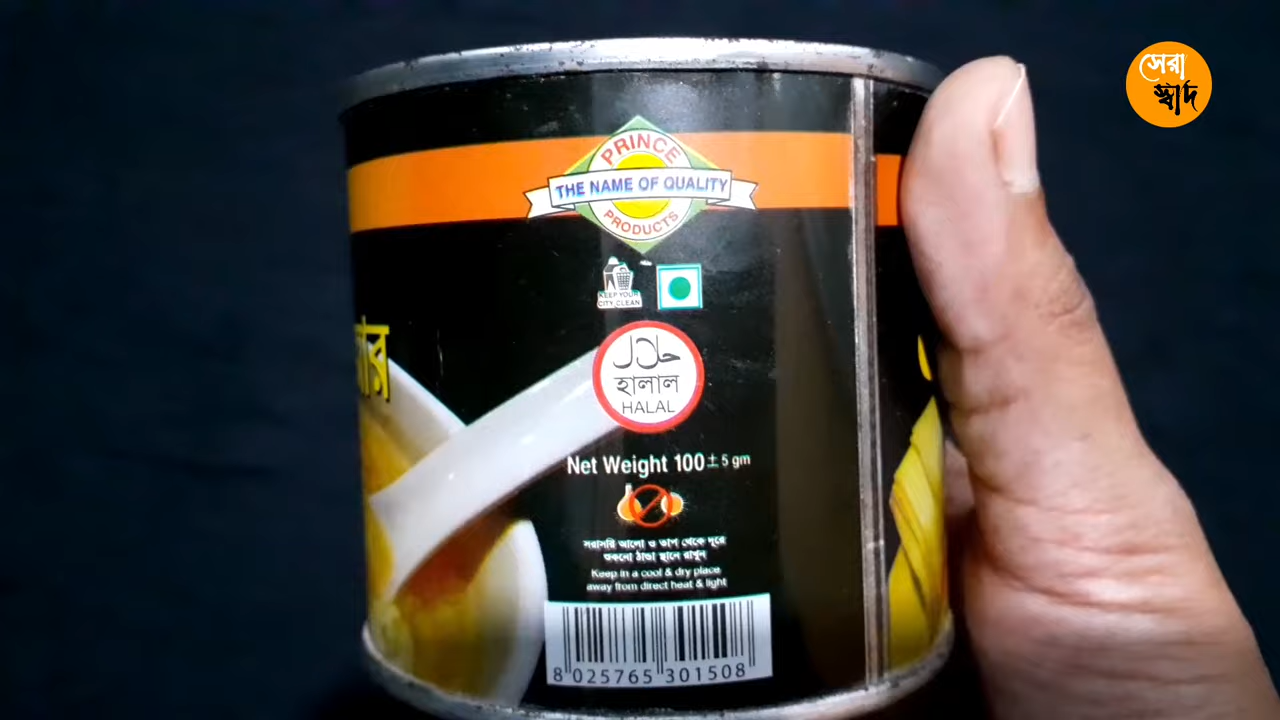 সেরা
স্বাদ
PRINCE
THE NAME OF QUALITY
PRODUCTS
KEEP YOUR
CITY CLEAN
حلال
হালাল
HALAL
Net Weight 100±5 gm
সরাসরি আলো ও তাপ থেকে দূরে
শুকনো ঠাণ্ডা স্থানে রাখুন
Keep in a cool & dry place
away from direct heat & light
8 025765 301508